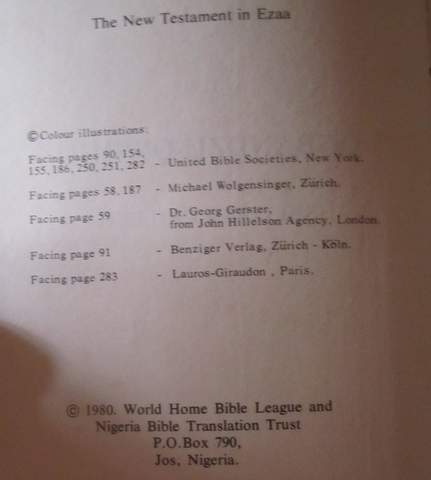 The New Testament in Ezaa
©Colour illustrations:
Facing pages 90, 154,
155, 186, 250, 251, 282 - United Bible Societies, New York.
Facing pages 58, 187 - Michael Wolgensinger, Zürich.
Facing page 59 - Dr. Georg Gerster,
from John Hillelson Agency, London.
Facing page 91 - Benziger Verlag, Zürich - Köln.
Facing page 283 - Lauros-Giraudon , Paris.
© 1980. World Home Bible League and
Nigeria Bible Translation Trust
P.O.Box 790,
Jos, Nigeria.